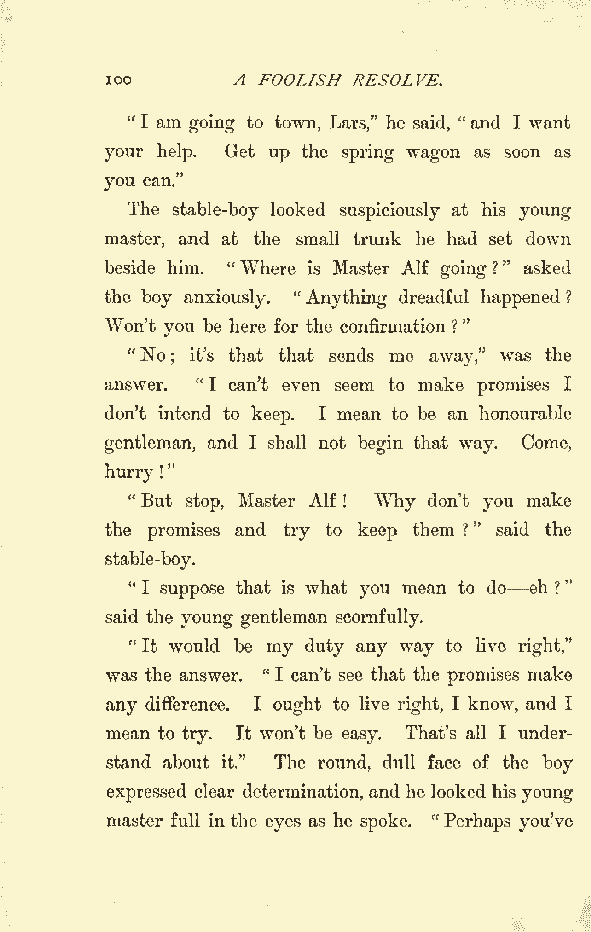 100 A FOOLISH RESOLVE.
“I am going to town, Lars,” he said, “and I want
your help. Get up the spring wagon as soon as
you can.”
The stable-boy looked suspiciously at his young
master, and at the small trunk he had set down
beside him. “Where is Master Alf going?” asked
the boy anxiously. “Anything dreadful happened?
Won’t you be here for the confirmation?”
“No; it’s that that sends me away,” was the
answer. “I can’t even seem to make promises I
don’t intend to keep. I mean to be an honourable
gentleman, and I shall not begin that way. Come,
hurry!”
“But stop, Master Alf! Why don’t you make
the promises and try to keep them?” said the
stable-boy.
“I suppose that is what you mean to do—eh?”
said the young gentleman scornfully.
“It would be my duty any way to live right,”
was the answer. “I can’t see that the promises make
any difference. I ought to live right, I know, and I
mean to try. It won’t be easy. That’s all I under-
stand about it.” The round, dull face of the boy
expressed clear determination, and he looked his young
master full in the eyes as he spoke. “Perhaps you’ve